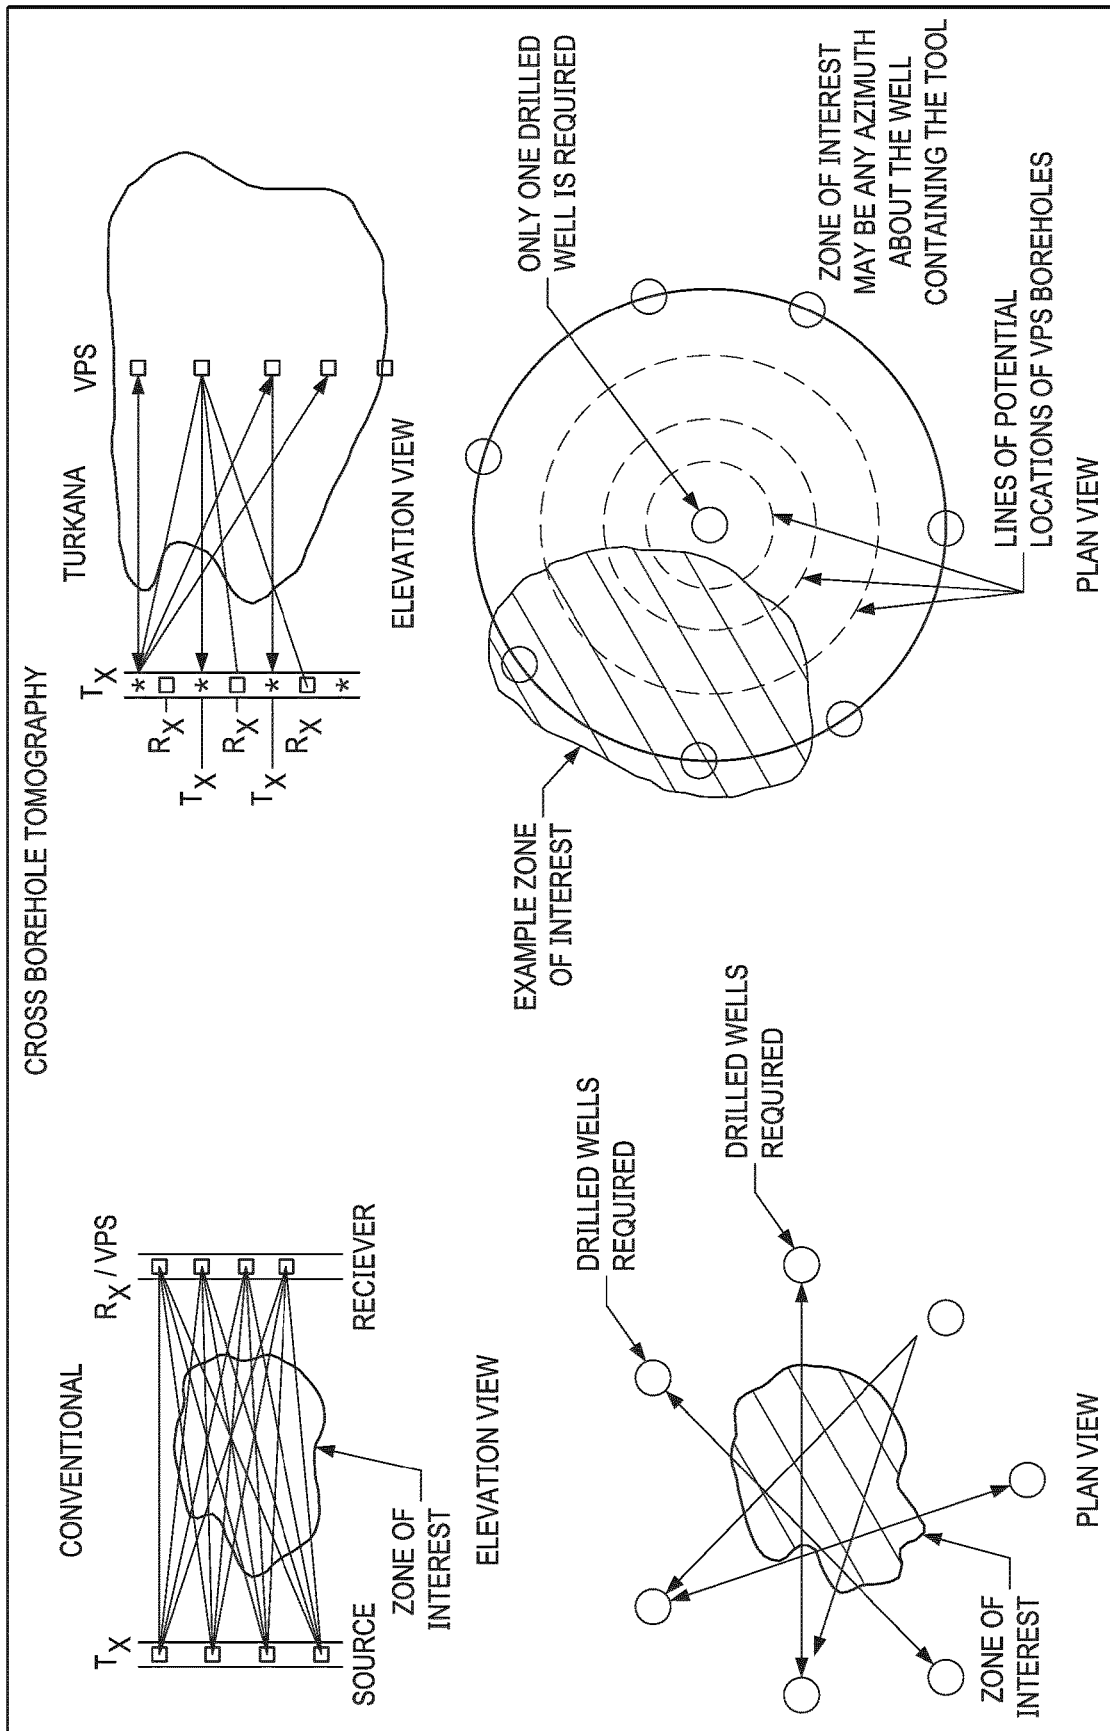 CROSS BOREHOLE TOMOGRAPHY
CONVENTIONAL
TX
RX / VPS
SOURCE
RECIEVER
ZONE OF
INTEREST
ELEVATION VIEW
DRILLED WELLS
REQUIRED
DRILLED WELLS
REQUIRED
ZONE OF
INTEREST
PLAN VIEW
TURKANA
TX
VPS
*
RX
*
RX
*
RX
*
TX
TX
ELEVATION VIEW
EXAMPLE ZONE
OF INTEREST
ONLY ONE DRILLED
WELL IS REQUIRED
ZONE OF INTEREST
MAY BE ANY AZIMUTH
ABOUT THE WELL
CONTAINING THE TOOL
LINES OF POTENTIAL
LOCATIONS OF VPS BOREHOLES
PLAN VIEW